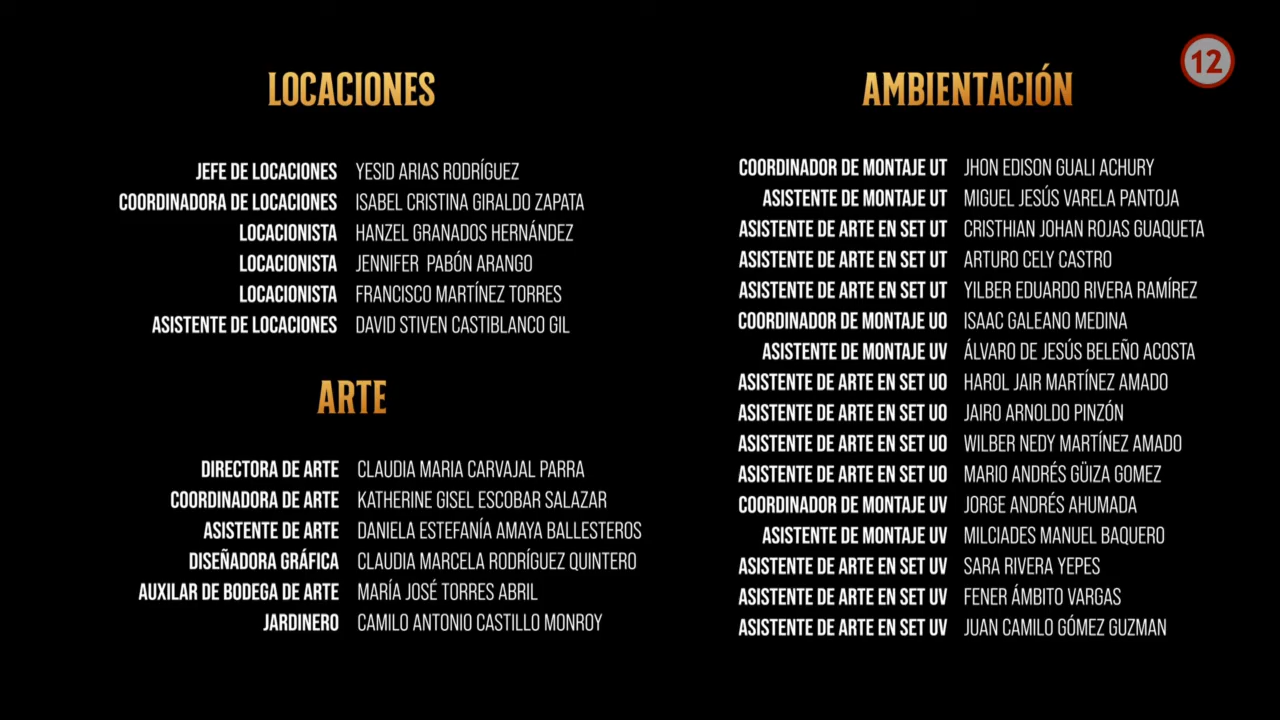 LOCACIONES
JEFE DE LOCACIONES YESID ARIAS RODRÍGUEZ
COORDINADORA DE LOCACIONES ISABEL CRISTINA GIRALDO ZAPATA
LOCACIONISTA HANZEL GRANADOS HERNÁNDEZ
LOCACIONISTA JENNIFER PABÓN ARANGO
LOCACIONISTA FRANCISCO MARTÍNEZ TORRES
ASISTENTE DE LOCACIONES DAVID STIVEN CASTIBLANCO GIL
ARTE
DIRECTORA DE ARTE CLAUDIA MARIA CARVAJAL PARRA
COORDINADORA DE ARTE KATHERINE GISEL ESCOBAR SALAZAR
ASISTENTE DE ARTE DANIELA ESTEFANÍA AMAYA BALLESTEROS
DISEÑADORA GRÁFICA CLAUDIA MARCELA RODRÍGUEZ QUINTERO
AUXILAR DE BODEGA DE ARTE MARÍA JOSÉ TORRES ABRIL
JARDINERO CAMILO ANTONIO CASTILLO MONROY
AMBIENTACIÓN
12
COORDINADOR DE MONTAJE UT JHON EDISON GUALI ACHURY
ASISTENTE DE MONTAJE UT MIGUEL JESÚS VARELA PANTOJA
ASISTENTE DE ARTE EN SET UT CRISTHIAN JOHAN ROJAS GUAQUETA
ASISTENTE DE ARTE EN SET UT ARTURO CELY CASTRO
ASISTENTE DE ARTE EN SET UT YILBER EDUARDO RIVERA RAMÍREZ
COORDINADOR DE MONTAJE UO ISAAC GALEANO MEDINA
ASISTENTE DE MONTAJE UV ÁLVARO DE JESÚS BELEÑO ACOSTA
ASISTENTE DE ARTE EN SET UO HAROL JAIR MARTÍNEZ AMADO
ASISTENTE DE ARTE EN SET UO JAIRO ARNOLDO PINZÓN
ASISTENTE DE ARTE EN SET UO WILBER NEDY MARTÍNEZ AMADO
ASISTENTE DE ARTE EN SET UO MARIO ANDRÉS GÜIZA GOMEZ
COORDINADOR DE MONTAJE UV JORGE ANDRÉS AHUMADA
ASISTENTE DE MONTAJE UV MILCIADES MANUEL BAQUERO
ASISTENTE DE ARTE EN SET UV SARA RIVERA YEPES
ASISTENTE DE ARTE EN SET UV FENER ÁMBITO VARGAS
ASISTENTE DE ARTE EN SET UV JUAN CAMILO GÓMEZ GUZMAN